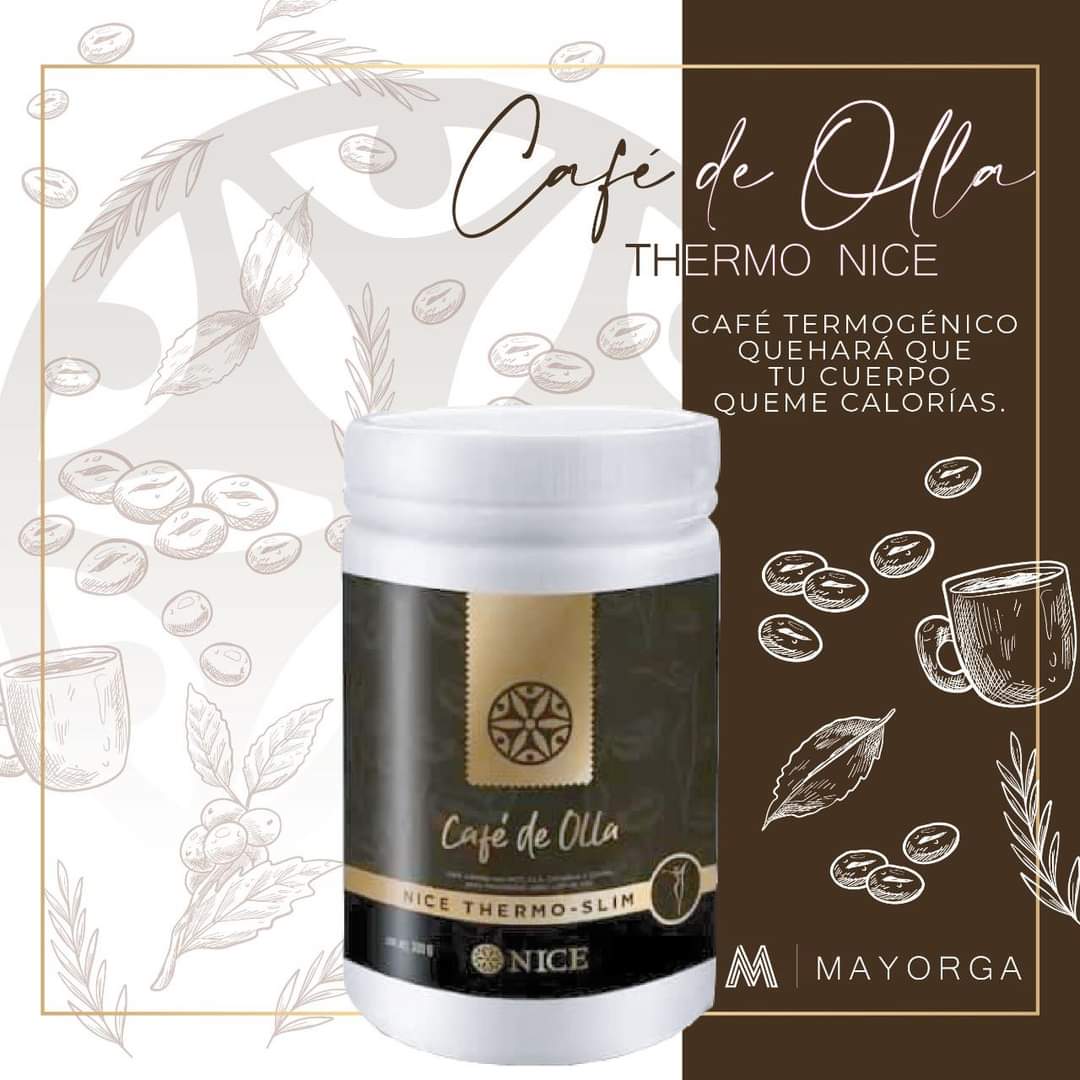 Café de Olla
THERMO NICE
CAFÉ TERMOGÉNICO
QUEHARÁ QUE
TU CUERPO
QUEME CALORÍAS.
Café de Olla
NICE THERMO-SLIM
300 g
NICE
M | MAYORGA